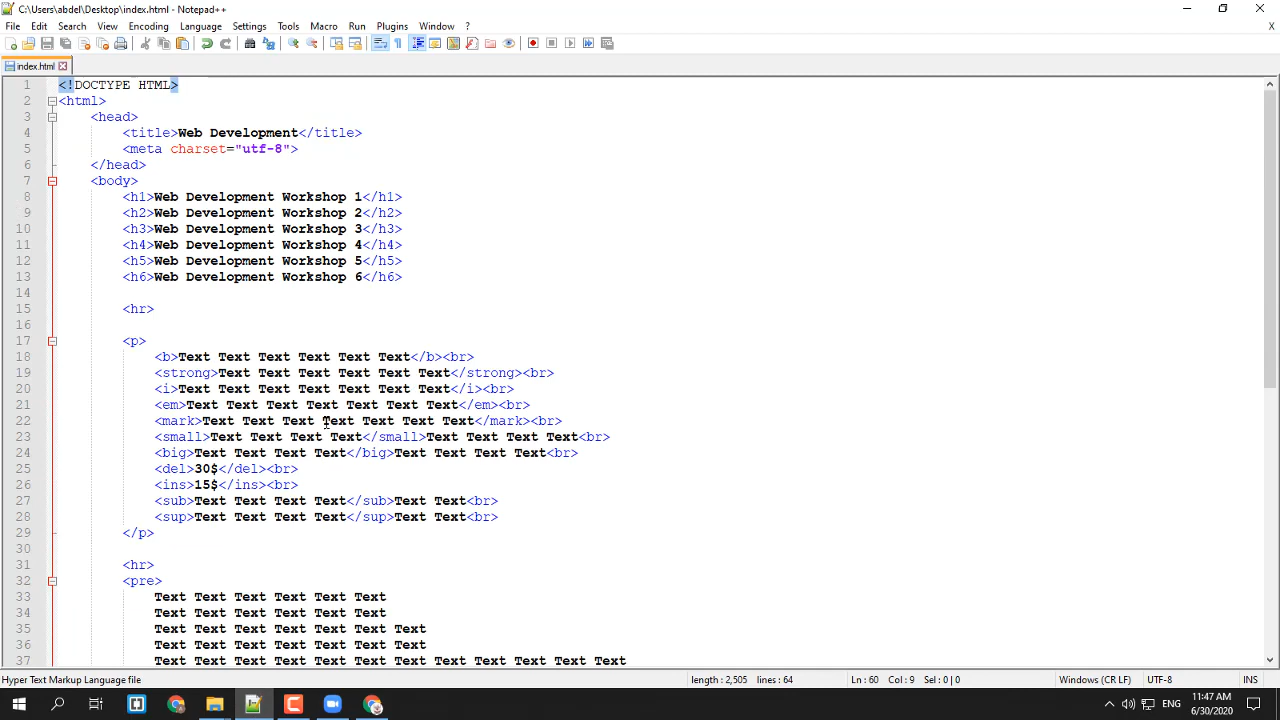 C:\Users\abdel\Desktop\index.html - Notepad++
File Edit Search View Encoding Language Settings Tools Macro Run Plugins Window ? X
index.html
1 <!DOCTYPE HTML>
2 <html>
3 <head>
4 <title>Web Development</title>
5 <meta charset="utf-8">
6 </head>
7 <body>
8 <h1>Web Development Workshop 1</h1>
9 <h2>Web Development Workshop 2</h2>
10 <h3>Web Development Workshop 3</h3>
11 <h4>Web Development Workshop 4</h4>
12 <h5>Web Development Workshop 5</h5>
13 <h6>Web Development Workshop 6</h6>
14
15 <hr>
16
17 <p>
18 <b>Text Text Text Text Text Text</b><br>
19 <strong>Text Text Text Text Text Text</strong><br>
20 <i>Text Text Text Text Text Text Text</i><br>
21 <em>Text Text Text Text Text Text Text</em><br>
22 <mark>Text Text Text Text Text Text Text</mark><br>
23 <small>Text Text Text Text</small>Text Text Text Text<br>
24 <big>Text Text Text Text</big>Text Text Text Text<br>
25 <del>30$</del><br>
26 <ins>15$</ins><br>
27 <sub>Text Text Text Text</sub>Text Text<br>
28 <sup>Text Text Text Text</sup>Text Text<br>
29 </p>
30
31 <hr>
32 <pre>
33 Text Text Text Text Text Text
34 Text Text Text Text Text Text
35 Text Text Text Text Text Text Text
36 Text Text Text Text Text Text Text
37 Text Text Text Text Text Text Text Text Text Text Text Text
Hyper Text Markup Language file length : 2,505 lines : 64 Ln : 60 Col : 9 Sel : 0 | 0 Windows (CR LF) UTF-8 INS
ENG 11:47 AM
6/30/2020